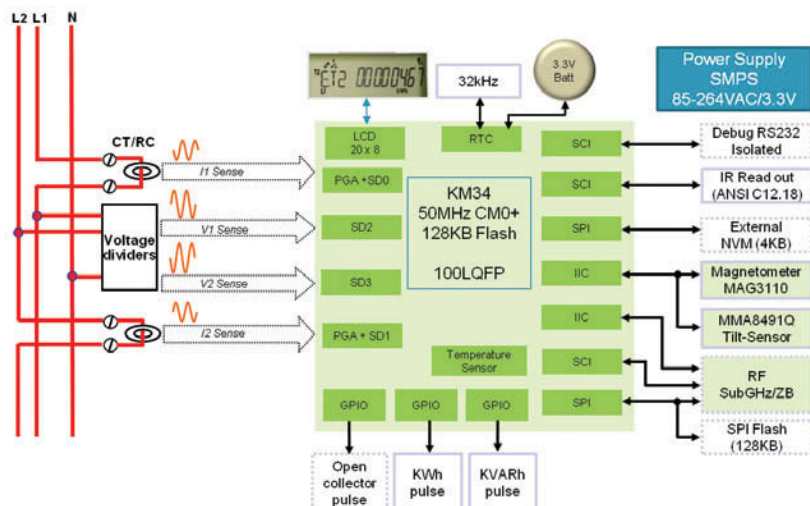 L2 L1 N
CT/RC
I1 Sense
Voltage
dividers
V1 Sense
V2 Sense
I2 Sense
32kHz
3.3V
Batt
Power Supply
SMPS
85-264VAC/3.3V
LCD
20 x 8
RTC
PGA +SD0
SD2
SD3
PGA + SD1
KM34
50MHz CM0+
128KB Flash
100LQFP
Temperature
Sensor
SCI
SCI
SPI
IIC
IIC
SCI
SPI
GPIO
GPIO
GPIO
Debug RS232
Isolated
IR Read out
(ANSI C12.18)
External
NVM (4KB)
Magnetometer
MAG3110
MMA8491Q
Tilt-Sensor
RF
SubGHz/ZB
SPI Flash
(128KB)
Open
collector
pulse
KWh
pulse
KVARh
pulse